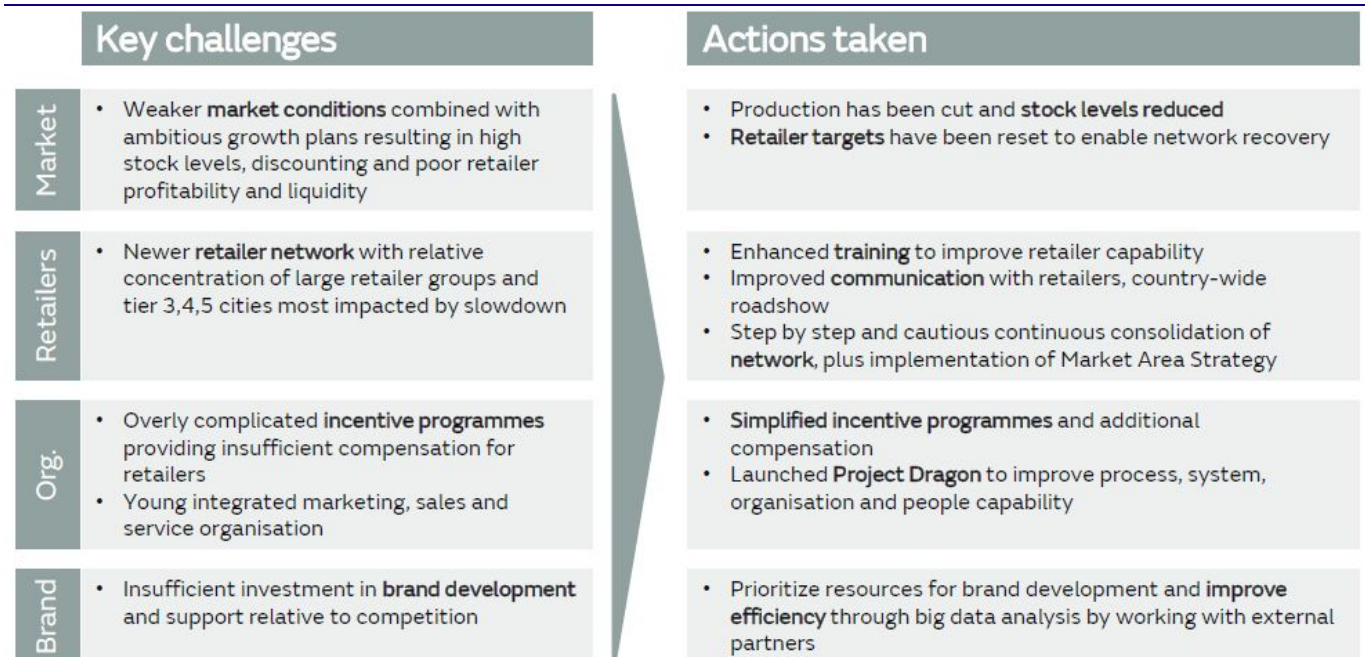 Key challenges
Actions taken
Market
• Weaker market conditions combined with
ambitious growth plans resulting in high
stock levels, discounting and poor retailer
profitability and liquidity
• Production has been cut and stock levels reduced
• Retailer targets have been reset to enable network recovery
Retailers
• Newer retailer network with relative
concentration of large retailer groups and
tier 3,4,5 cities most impacted by slowdown
• Enhanced training to improve retailer capability
• Improved communication with retailers, country-wide
roadshow
• Step by step and cautious continuous consolidation of
network, plus implementation of Market Area Strategy
Org.
• Overly complicated incentive programmes
providing insufficient compensation for
retailers
• Young integrated marketing, sales and
service organisation
• Simplified incentive programmes and additional
compensation
• Launched Project Dragon to improve process, system,
organisation and people capability
Brand
• Insufficient investment in brand development
and support relative to competition
• Prioritize resources for brand development and improve
efficiency through big data analysis by working with external
partners